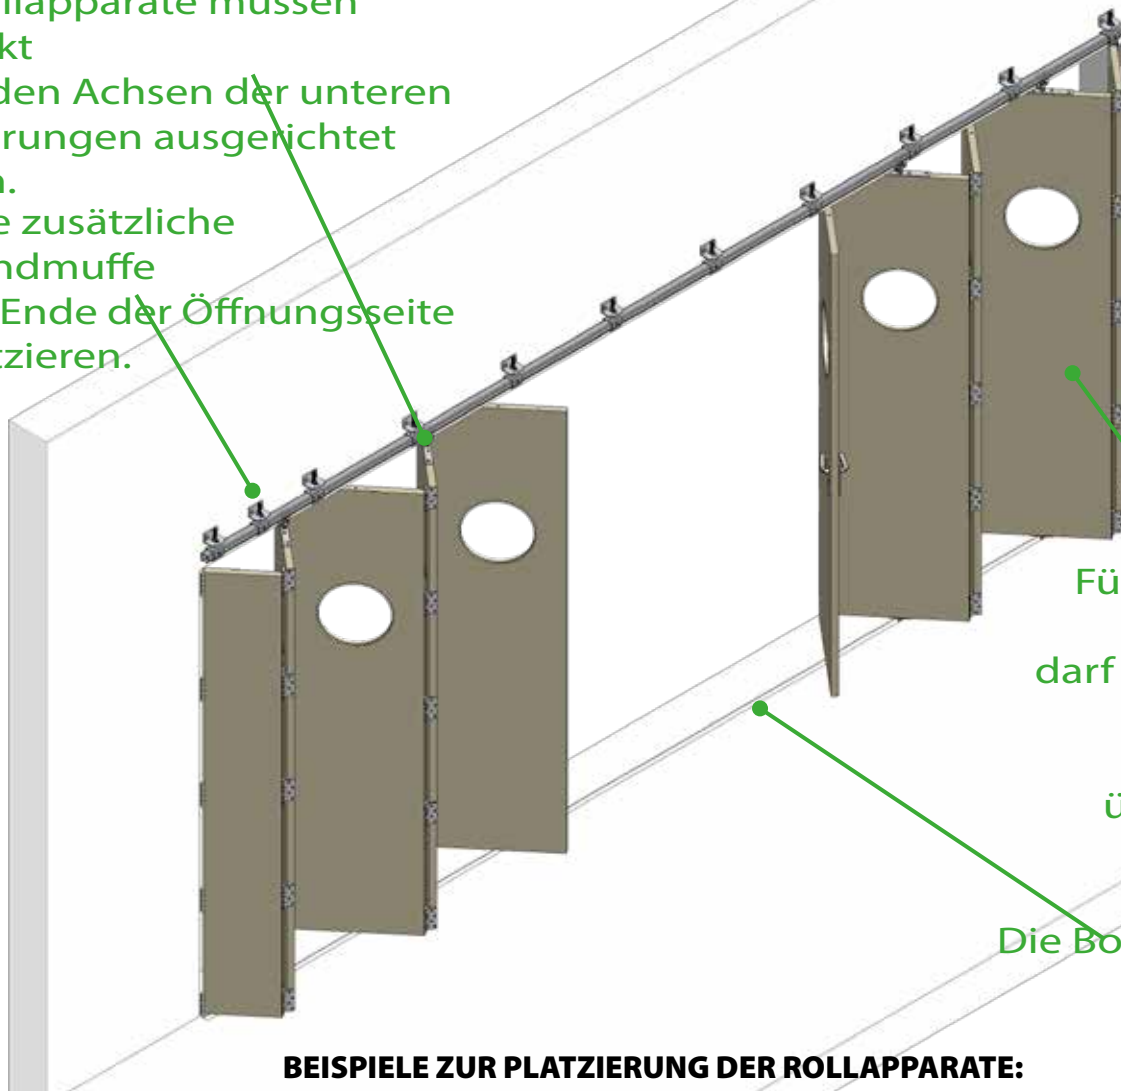 llapparate müssen
kt
den Achsen der unteren
rungen ausgerichtet
n.
e zusätzliche
ndmuffe
Ende der Öffnungsseite
tzieren.
Fü
darf
ü
Die Bo
BEISPIELE ZUR PLATZIERUNG DER ROLLAPPARATE: